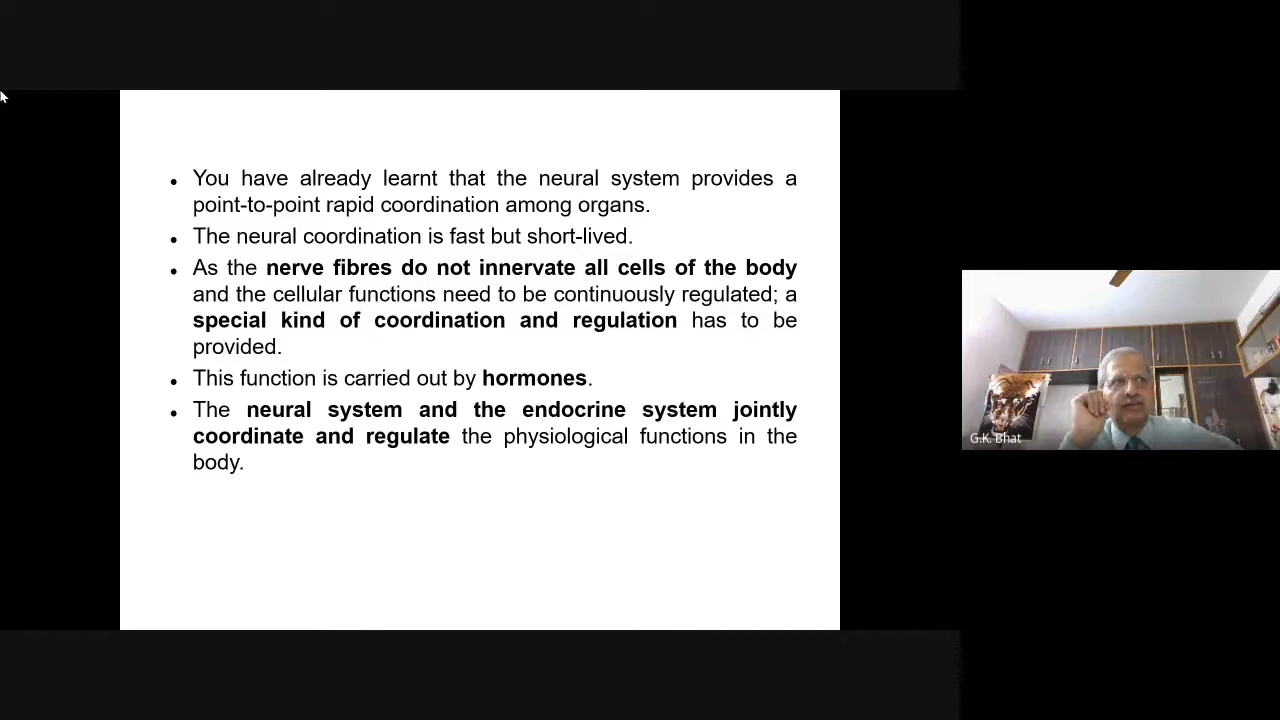 • You have already learnt that the neural system provides a
point-to-point rapid coordination among organs.
• The neural coordination is fast but short-lived.
• As the nerve fibres do not innervate all cells of the body
and the cellular functions need to be continuously regulated; a
special kind of coordination and regulation has to be
provided.
• This function is carried out by hormones.
• The neural system and the endocrine system jointly
coordinate and regulate the physiological functions in the
body.
G.K. Bhat